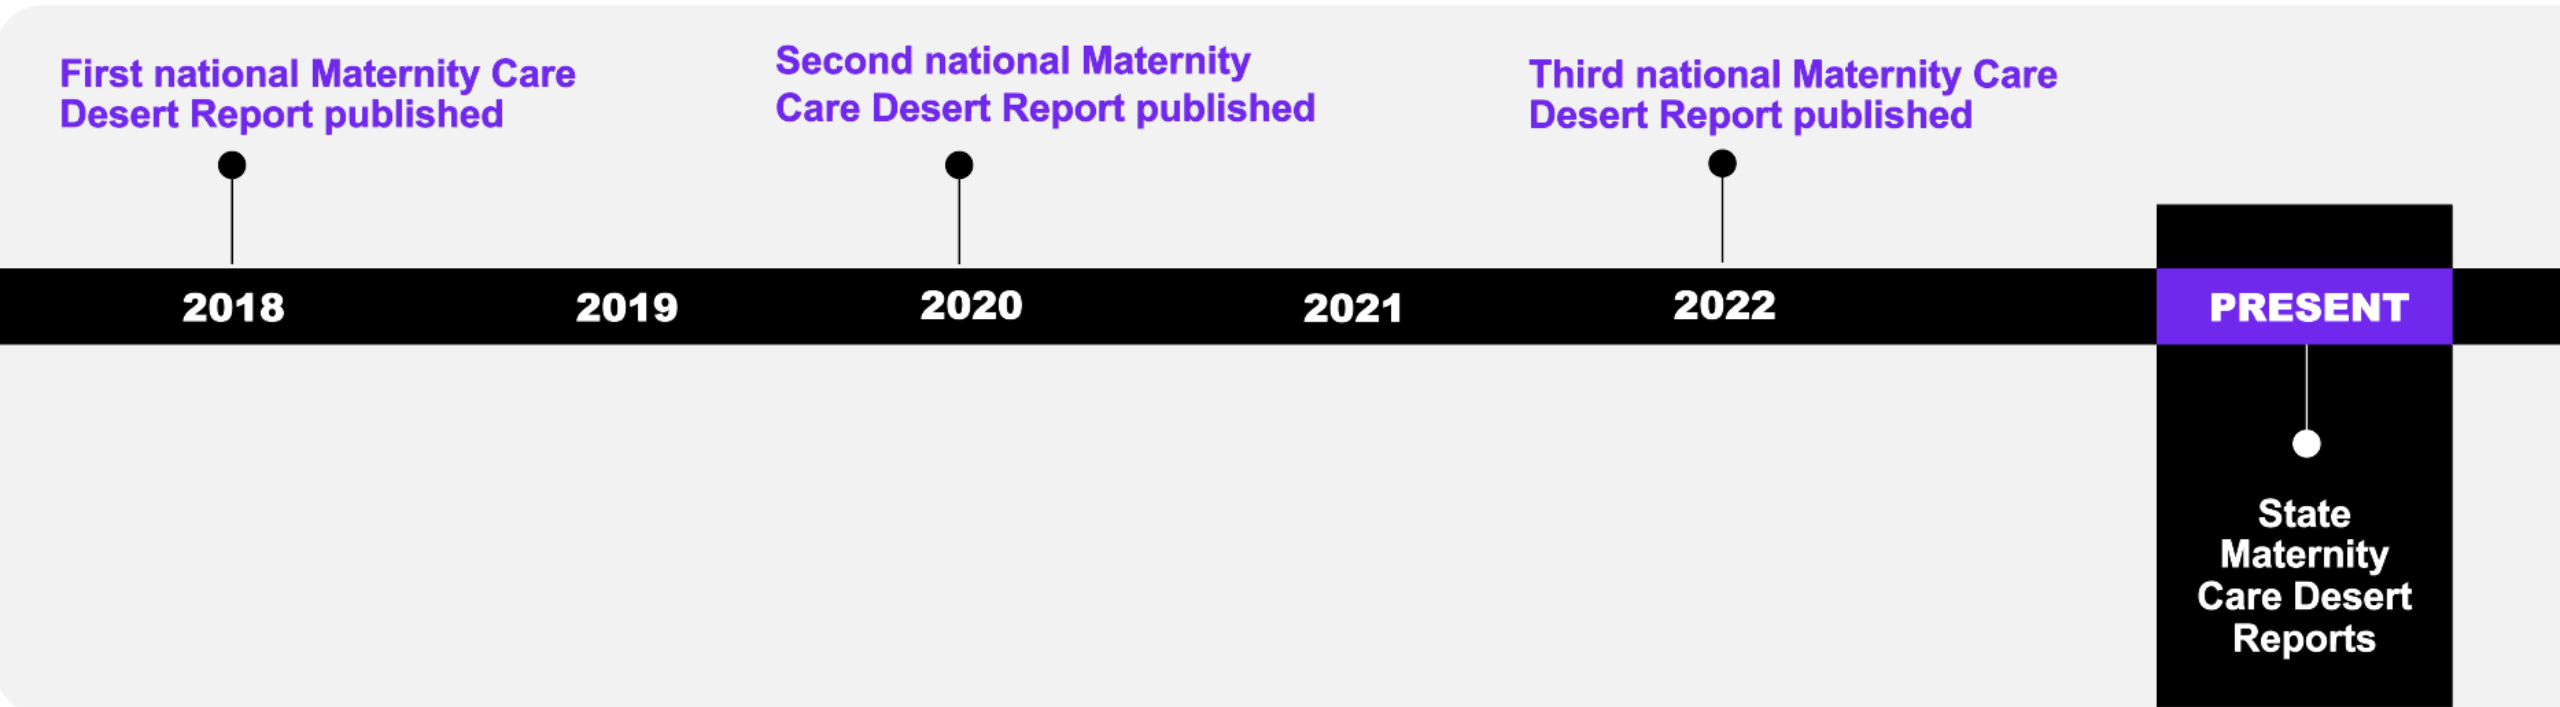 First national Maternity Care
Desert Report published
Second national Maternity
Care Desert Report published
Third national Maternity Care
Desert Report published
2018
2019
2020
2021
2022
PRESENT
State
Maternity
Care Desert
Reports